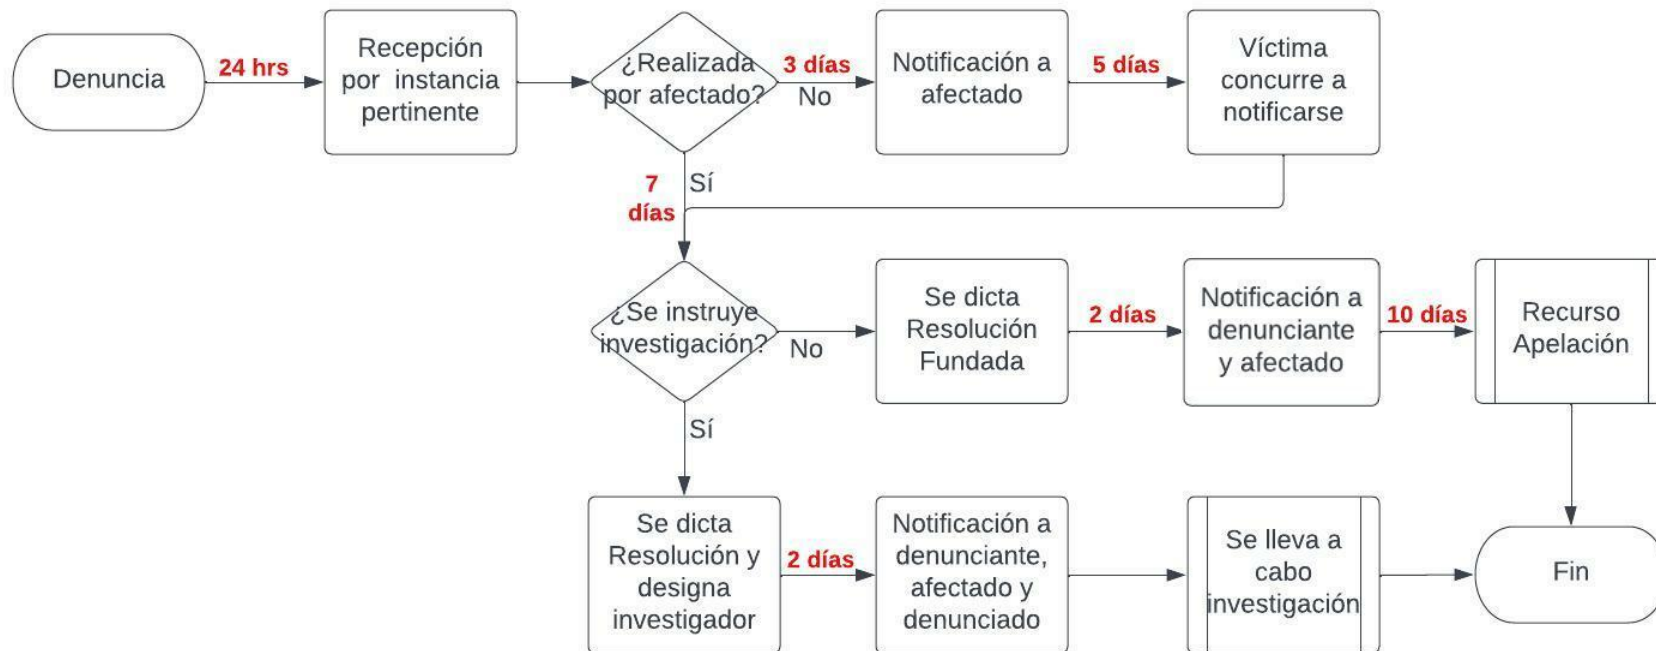 Denuncia
24 hrs
Recepción
por instancia
pertinente
¿Realizada
por afectado?
3 días
No
Notificación a
afectado
5 días
Víctima
concurre a
notificarse
7
días
Sí
¿Se instruye
investigación?
No
Se dicta
Resolución
Fundada
2 días
Notificación a
denunciante
y afectado
10 días
Recurso
Apelación
Sí
Se dicta
Resolución y
designa
investigador
2 días
Notificación a
denunciante,
afectado y
denunciado
Se lleva a
cabo
investigación
Fin